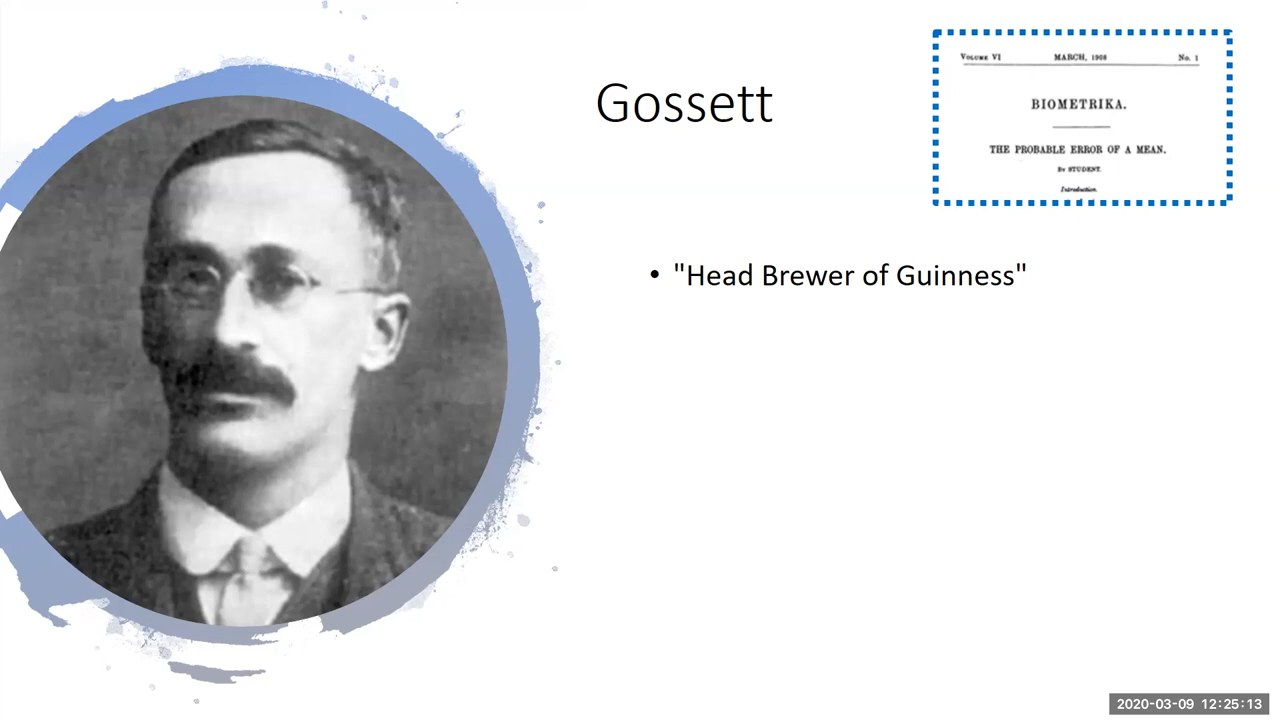 Gossett
VOLUME VI MARCH, 1908 No. 1
BIOMETRIKA.
THE PROBABLE ERROR OF A MEAN.
BY STUDENT.
Introduction.
• "Head Brewer of Guinness"
2020-03-09 12:25:13